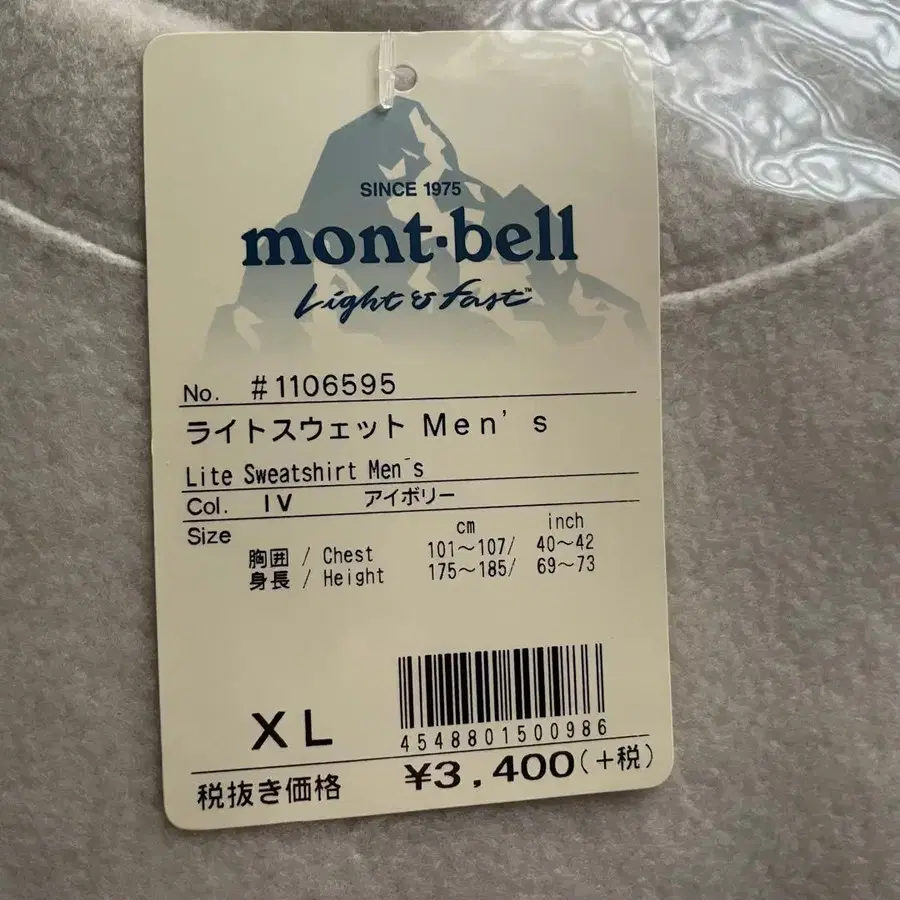 SINCE 1975
mont·bell
Light & Fast™
No. #1106595
ライトスウェット Men's
Lite Sweatshirt Men's
Col. IV アイボリー
Size
cm inch
胸囲 / Chest 101～107/ 40～42
身長 / Height 175～185/ 69～73
XL
4548801500986
税抜き価格 ¥3,400(+税)